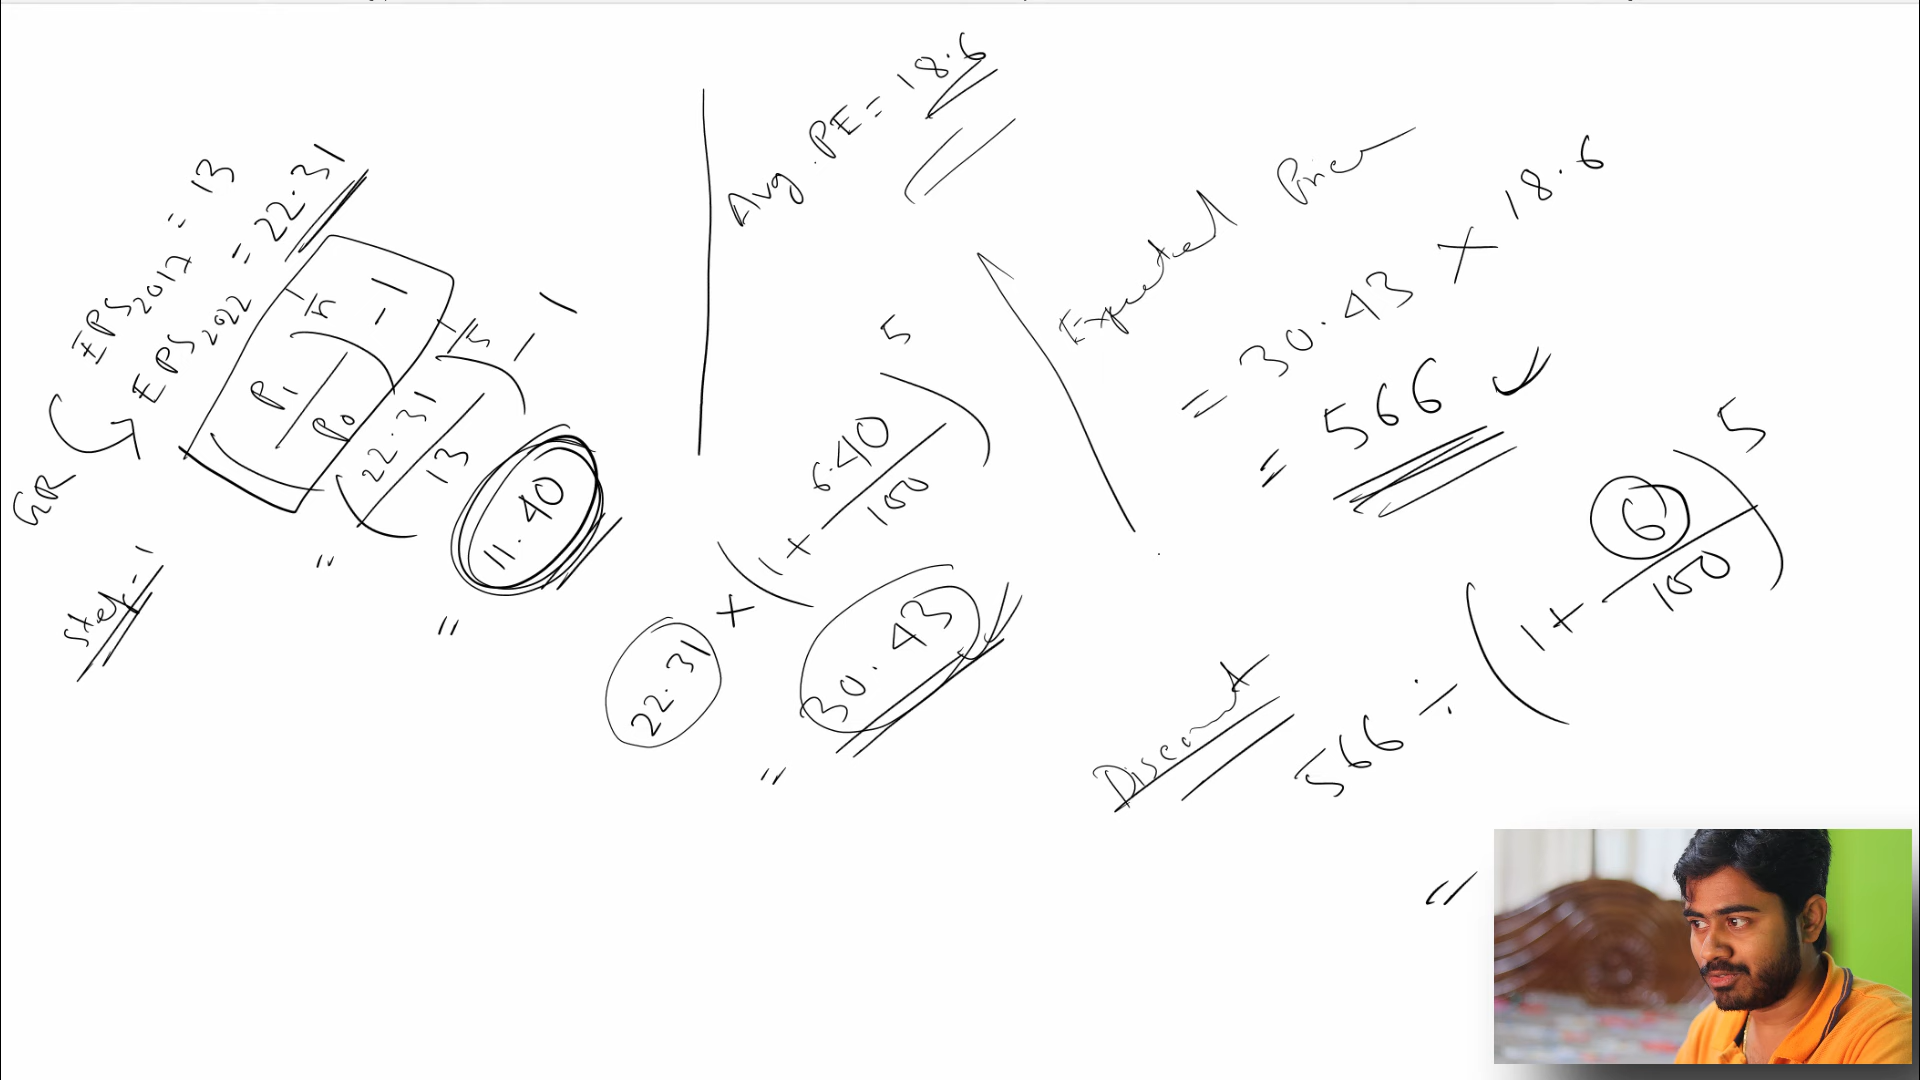 EPS2017 = 13
EPS2022 = 22.31
GR
(P1/P0)^1/5 - 1
(22.31/13)^1/5 - 1
= 11.40
Step-1
Avg. PE = 18.6
22.31 × (1 + 6.40/100)^5
= 30.43
Expected Price
= 30.43 × 18.6
= 566
Discount
566 ÷ (1 + 6/100)^5
=